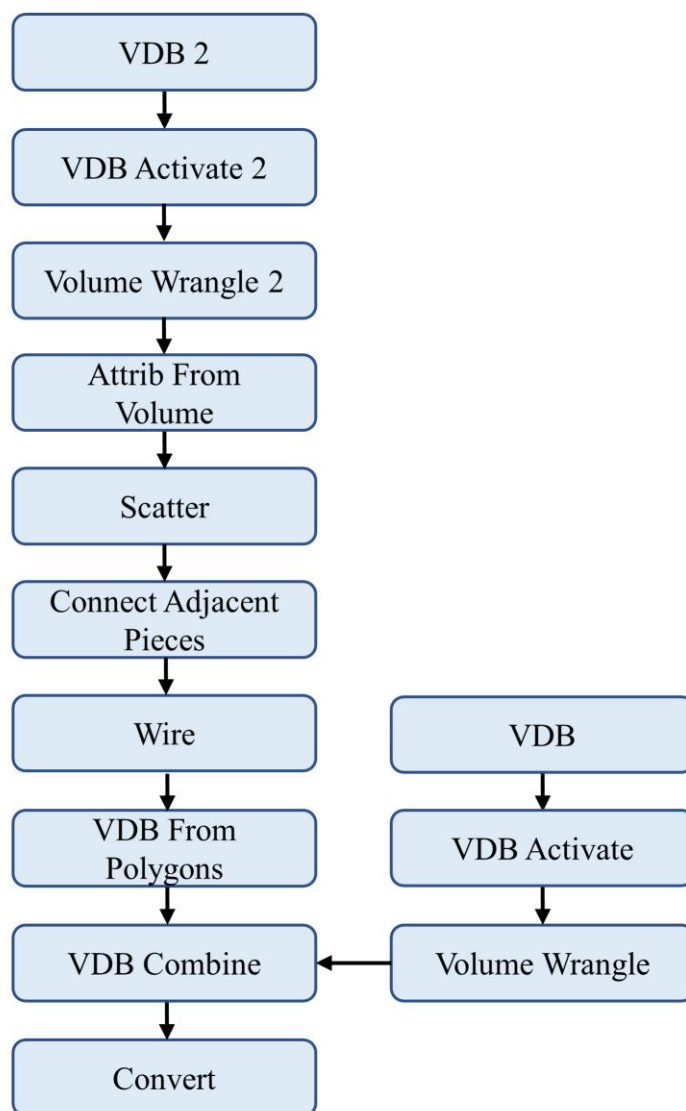 VDB 2
VDB Activate 2
Volume Wrangle 2
Attrib From
Volume
Scatter
Connect Adjacent
Pieces
Wire
VDB From
Polygons
VDB Combine
Convert
VDB
VDB Activate
Volume Wrangle